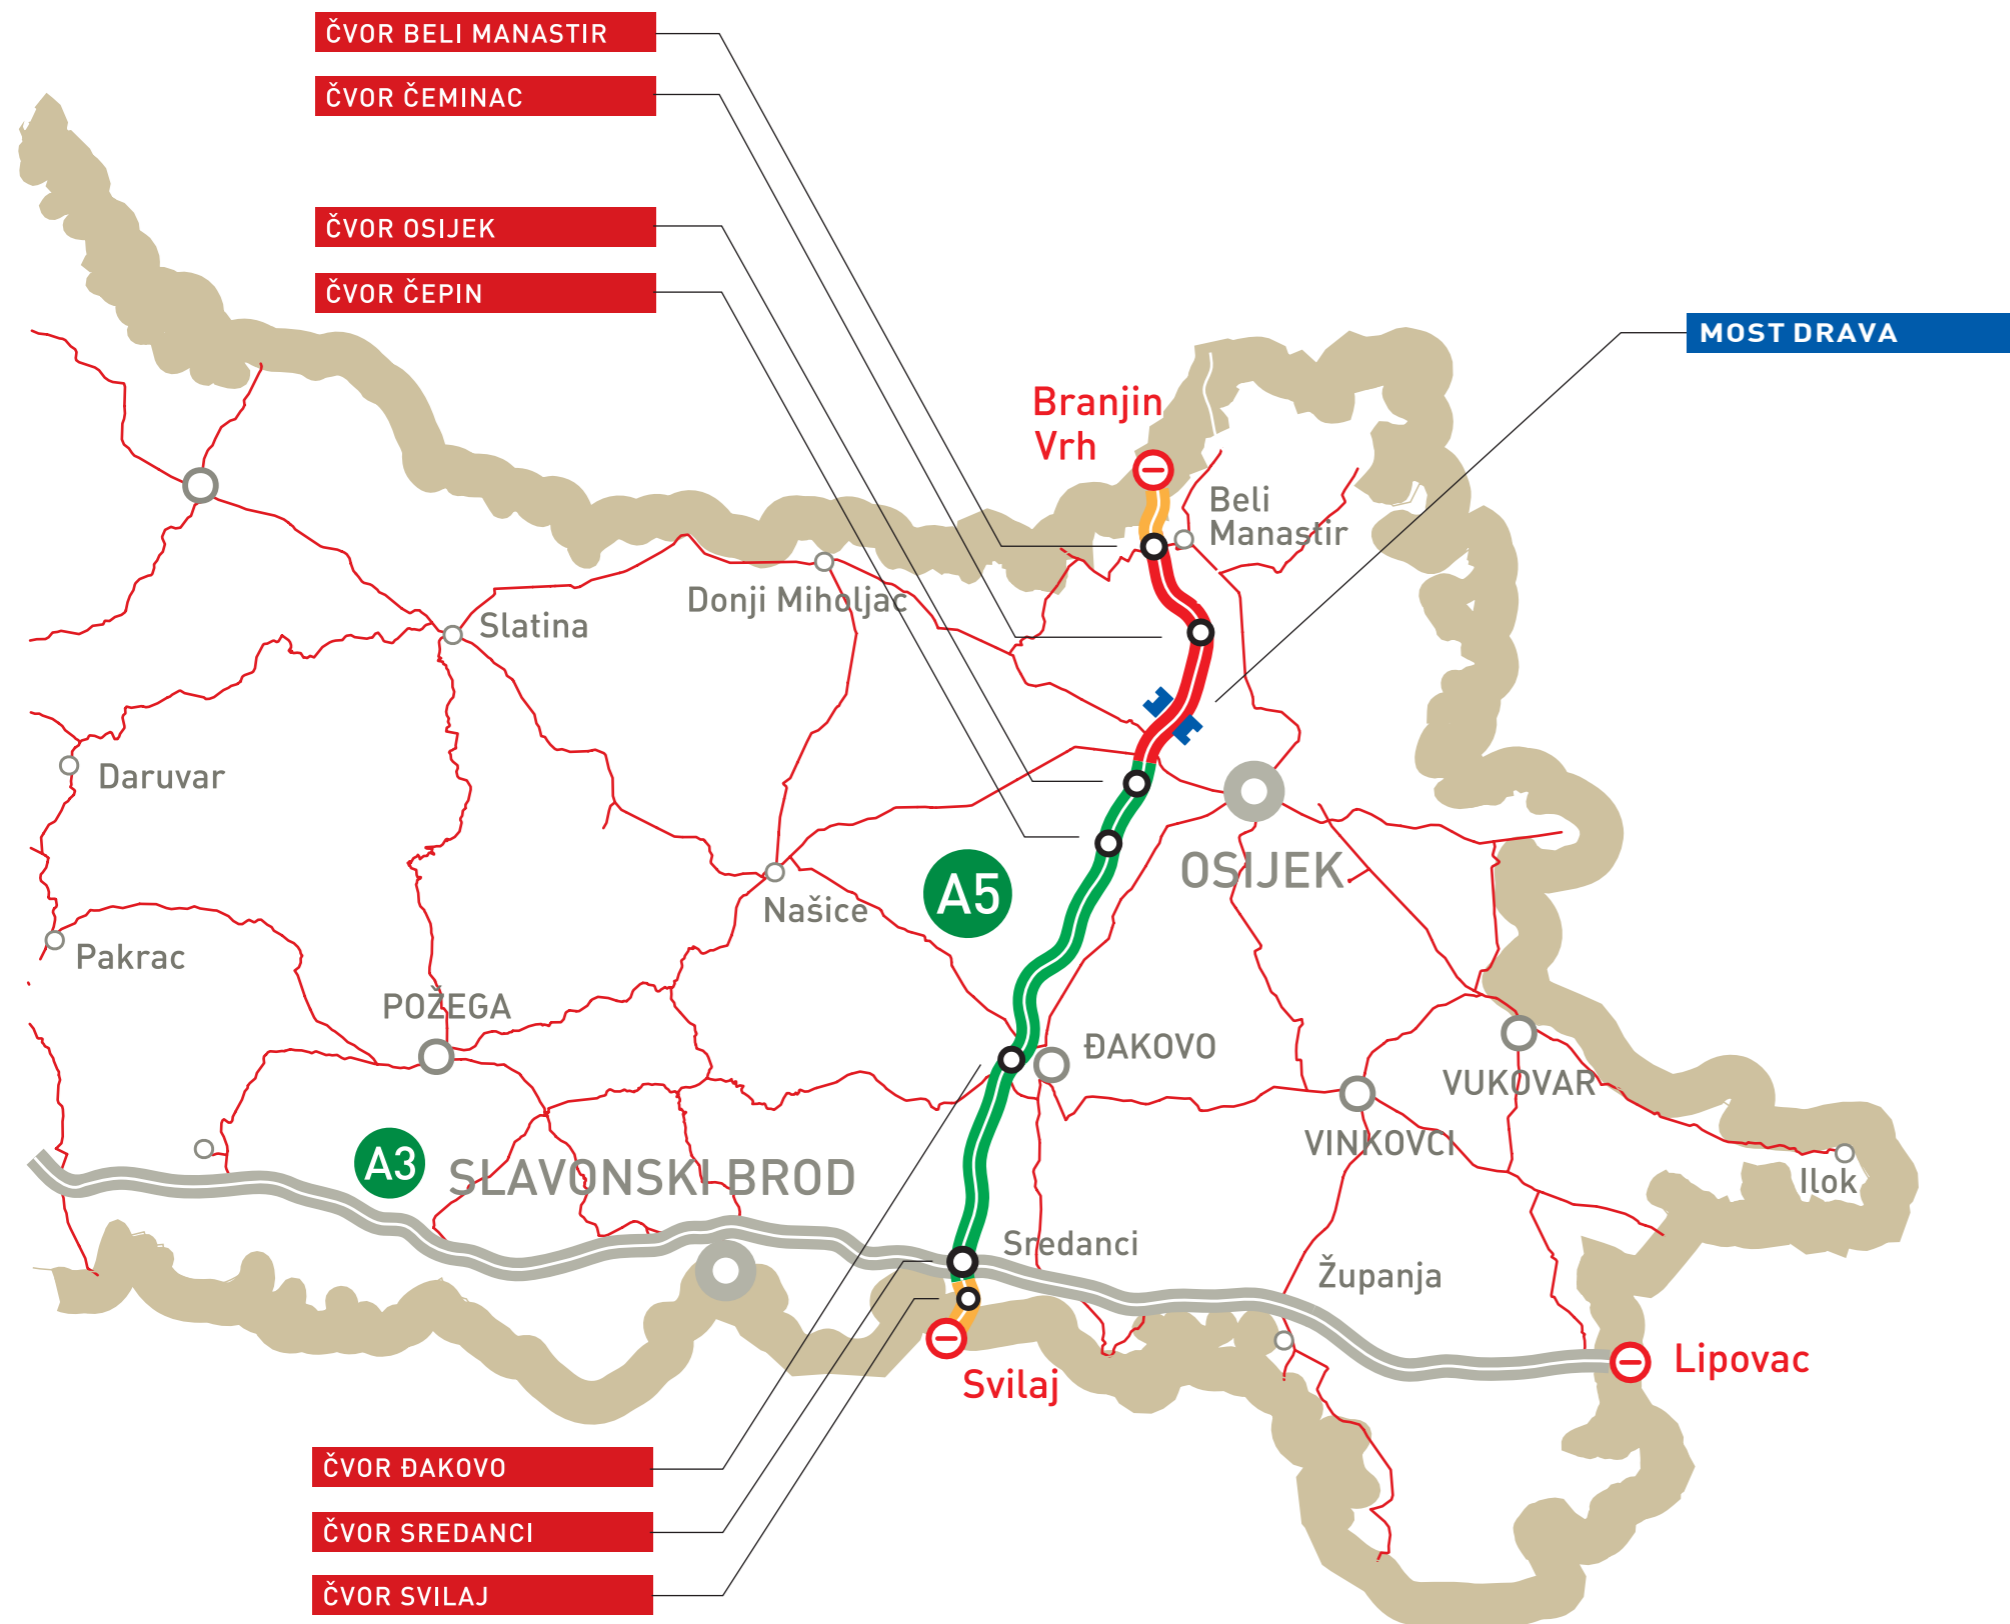 ČVOR BELI MANASTIR
ČVOR ČEMINAC
ČVOR OSIJEK
ČVOR ČEPIN
MOST DRAVA
Branjin
Vrh
Beli
Manastir
Donji Miholjac
Slatina
Daruvar
OSIJEK
A5
Našice
Pakrac
POŽEGA
ĐAKOVO
VUKOVAR
VINKOVCI
A3
SLAVONSKI BROD
Ilok
Sredanci
Županja
Lipovac
Svilaj
ČVOR ĐAKOVO
ČVOR SREDANCI
ČVOR SVILAJ